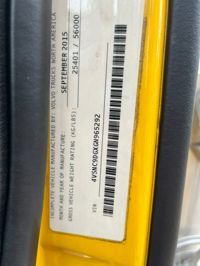 INCOMPLETE VEHICLE MANUFACTURED BY: VOLVO TRUCKS NORTH AMERICA
MONTH AND YEAR OF MANUFACTURE: SEPTEMBER 2015
GROSS VEHICLE WEIGHT RATING (KG/LBS): 25401 / 56000
VIN 4V5NC9DGXGN965292